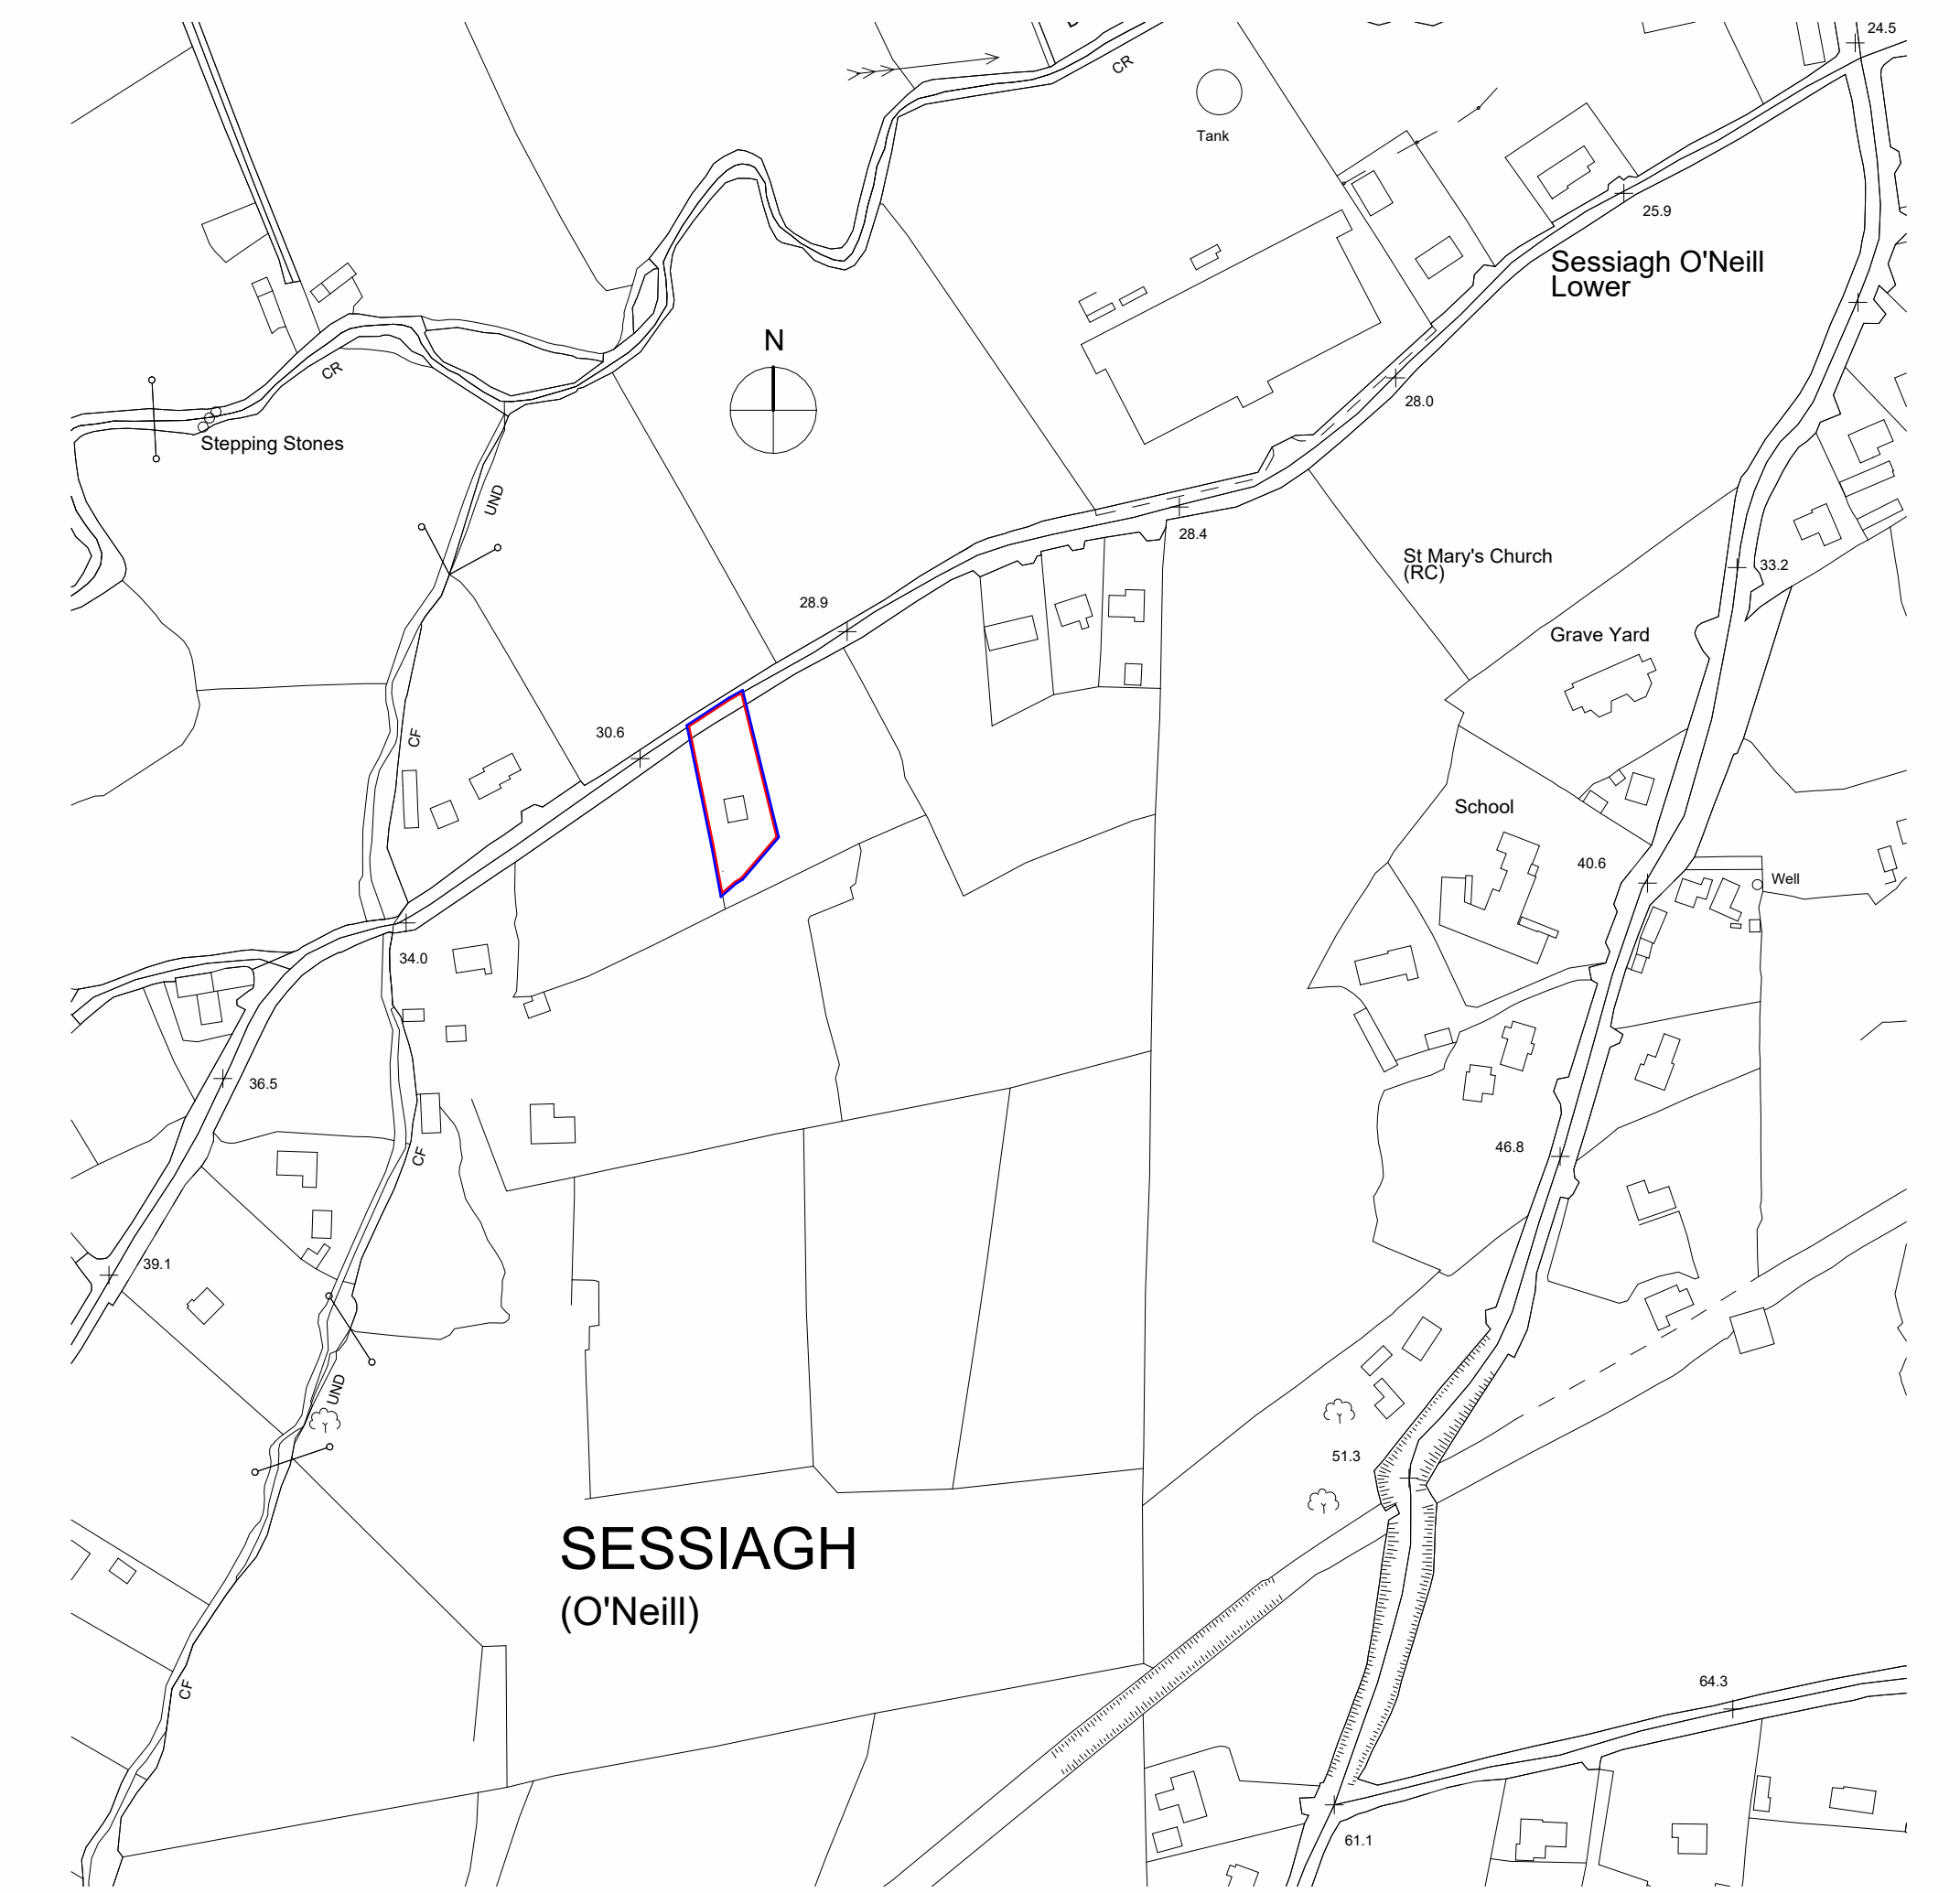 24.5
CR
Tank
25.9
Sessiagh O'Neill
Lower
N
CR
28.0
Stepping Stones
UND
28.4
St Mary's Church
(RC)
33.2
28.9
Grave Yard
30.6
CF
School
40.6
Well
34.0
36.5
CF
46.8
39.1
UND
51.3
SESSIAGH
(O'Neill)
CF
64.3
61.1